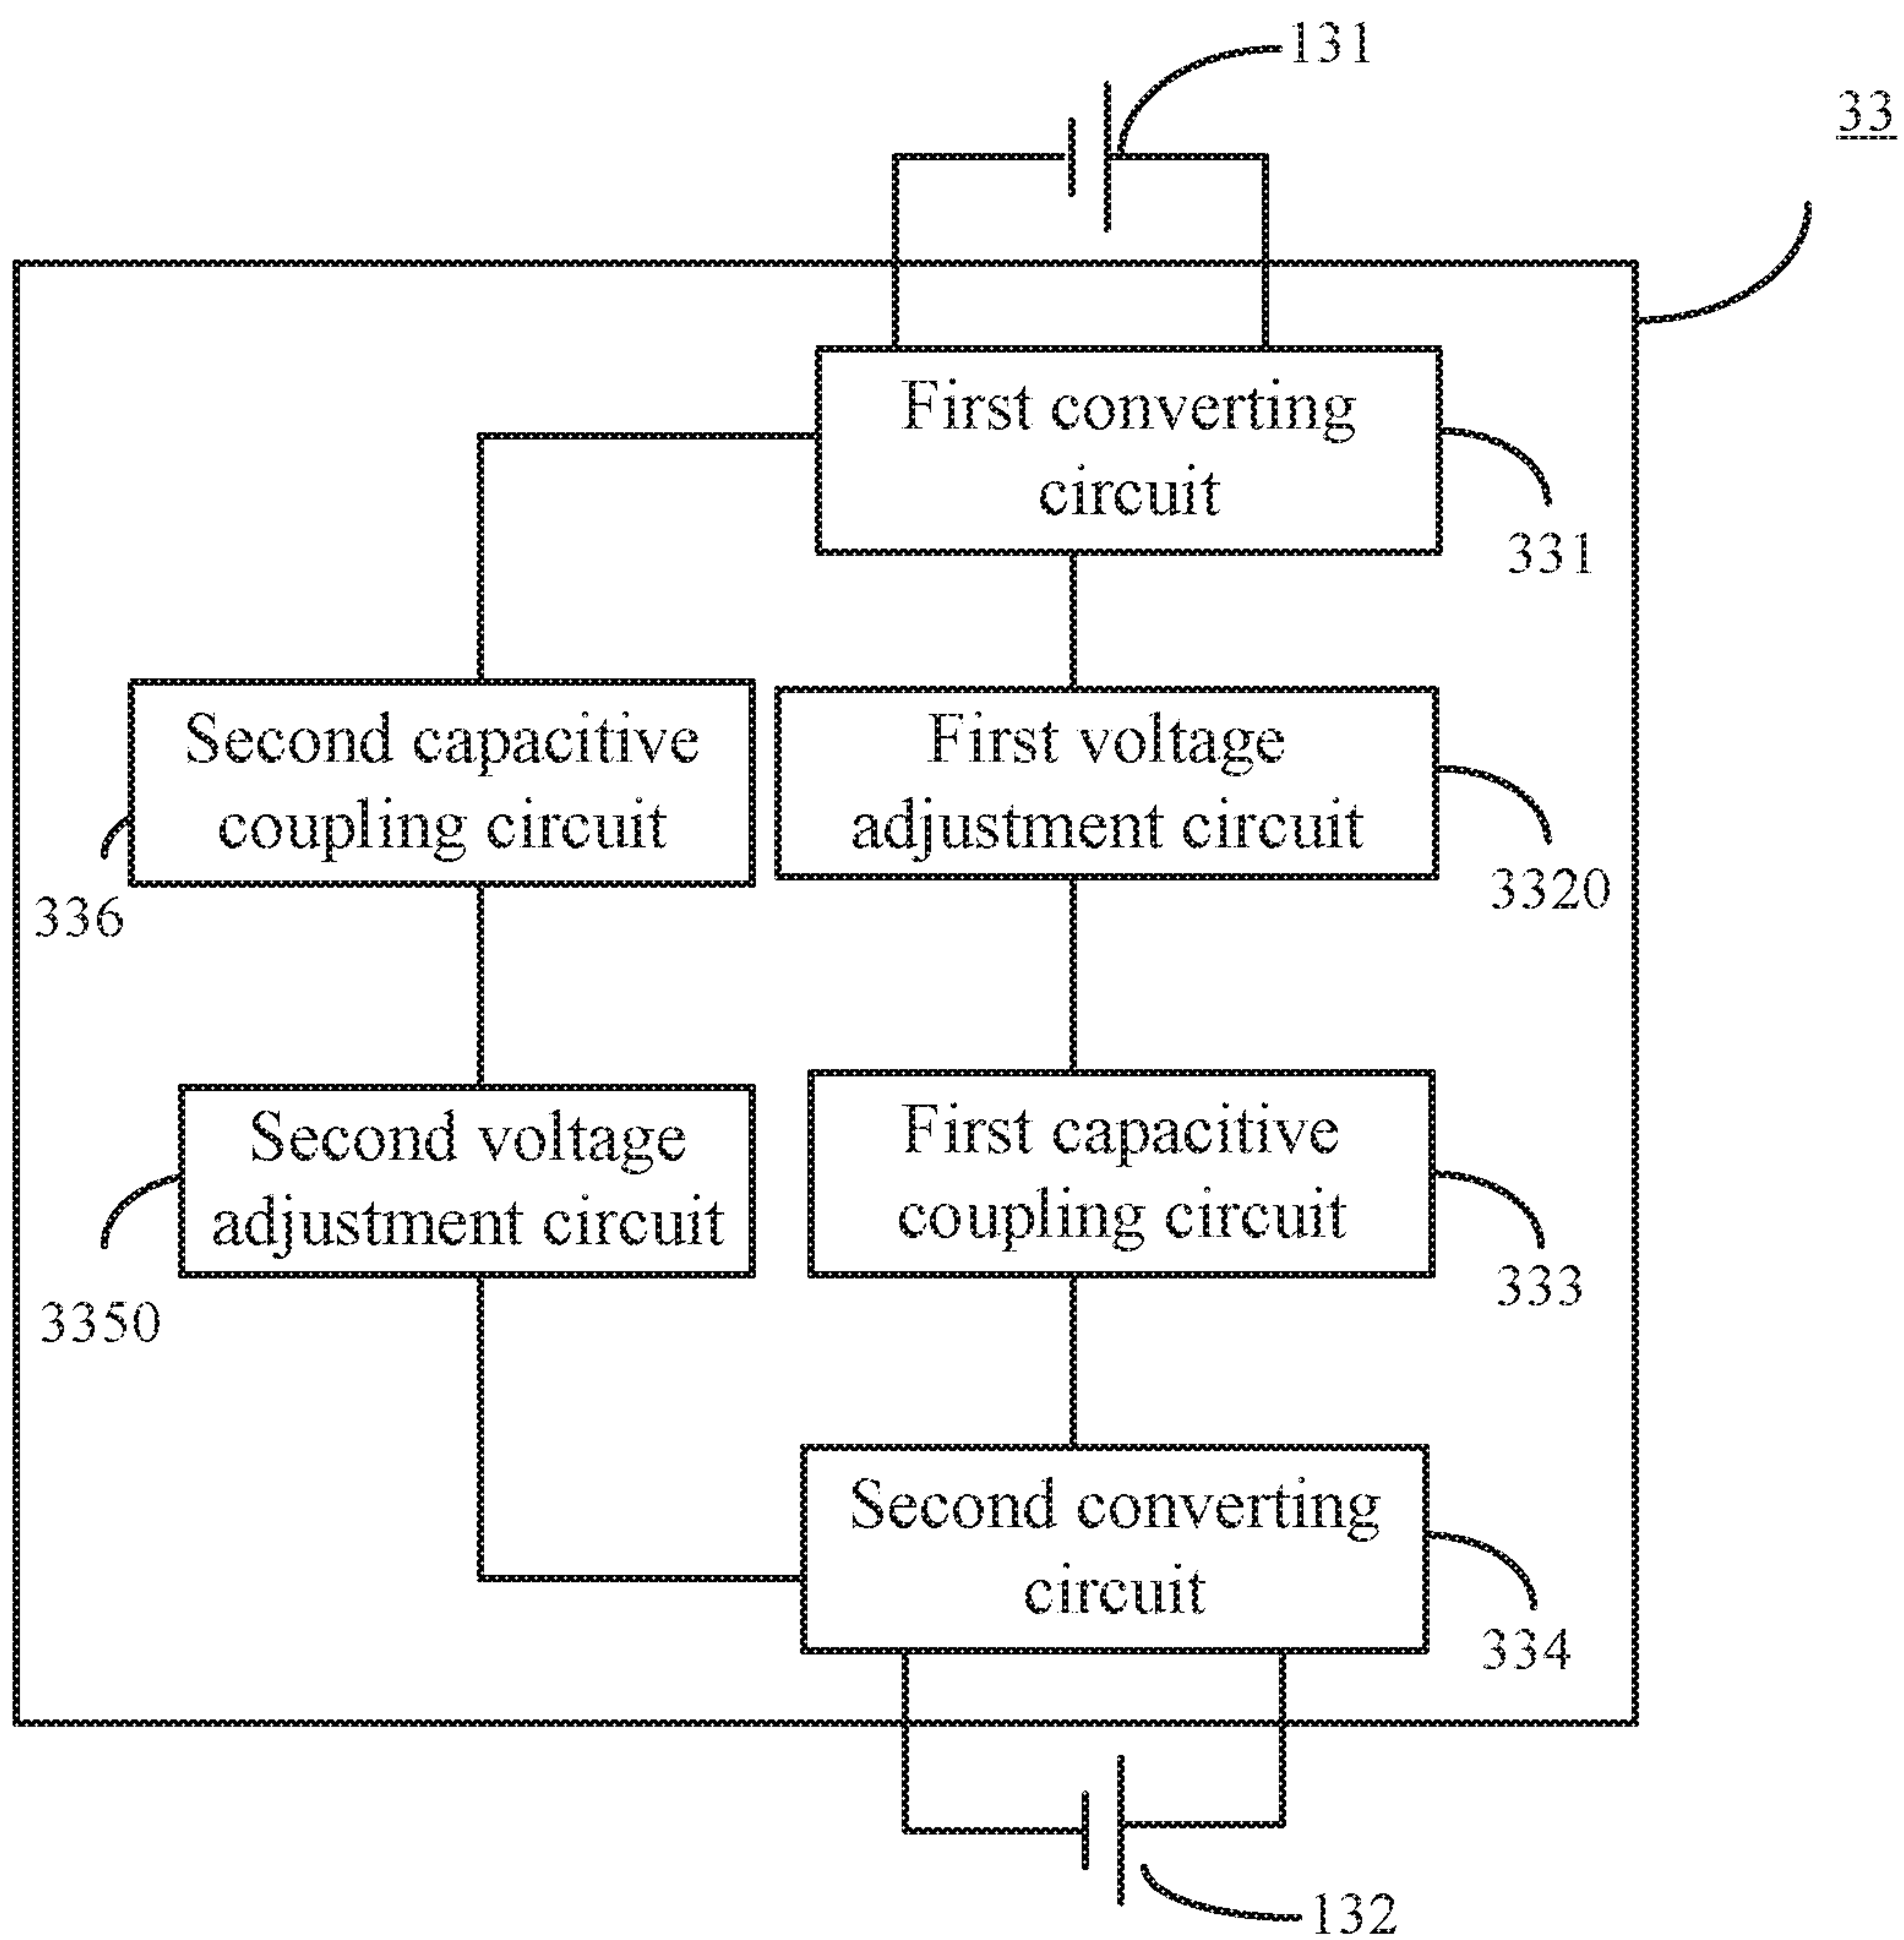 131
33
First converting
circuit
331
Second capacitive
coupling circuit
336
First voltage
adjustment circuit
3320
Second voltage
adjustment circuit
3350
First capacitive
coupling circuit
333
Second converting
circuit
334
132